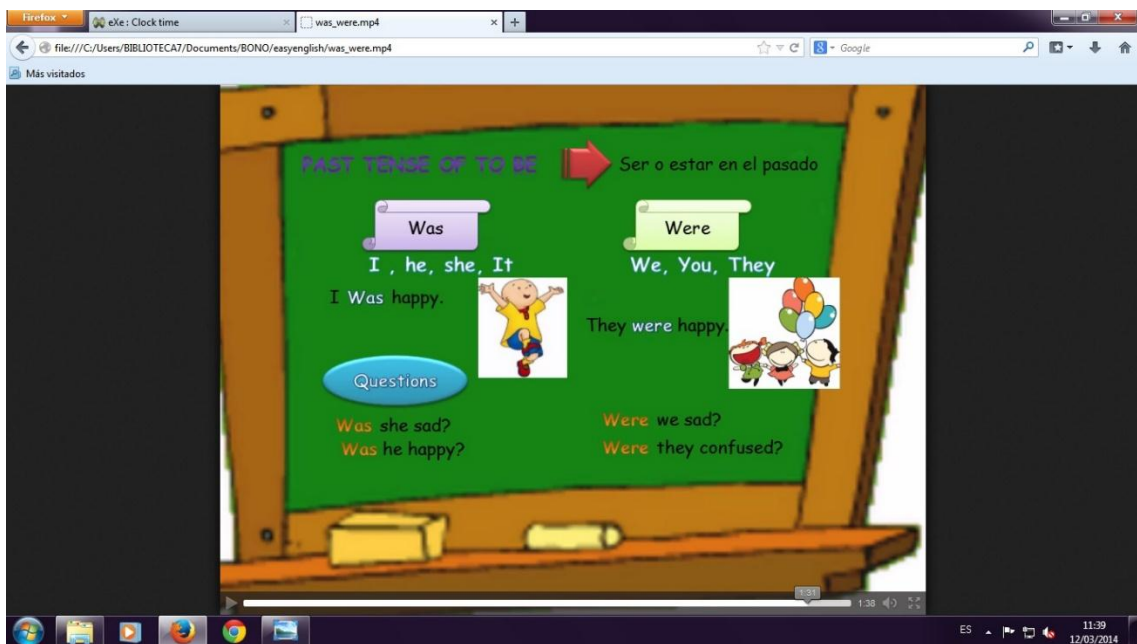 Firefox
eXe : Clock time
was_were.mp4
file:///C:/Users/BIBLIOTECA7/Documents/BONO/easyenglish/was_were.mp4
Google
Más visitados
PAST TENSE OF TO BE
Ser o estar en el pasado
Was
Were
I , he, she, It
We, You, They
I Was happy.
They were happy.
Questions
Was she sad?
Was he happy?
Were we sad?
Were they confused?
1:31
1:38
ES
11:39
12/03/2014